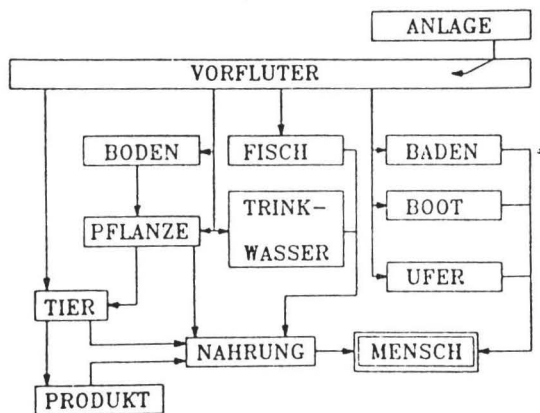 ANLAGE
VORFLUTER
BODEN
FISCH
BADEN
TRINK-
WASSER
BOOT
PFLANZE
UFER
TIER
NAHRUNG
MENSCH
PRODUKT